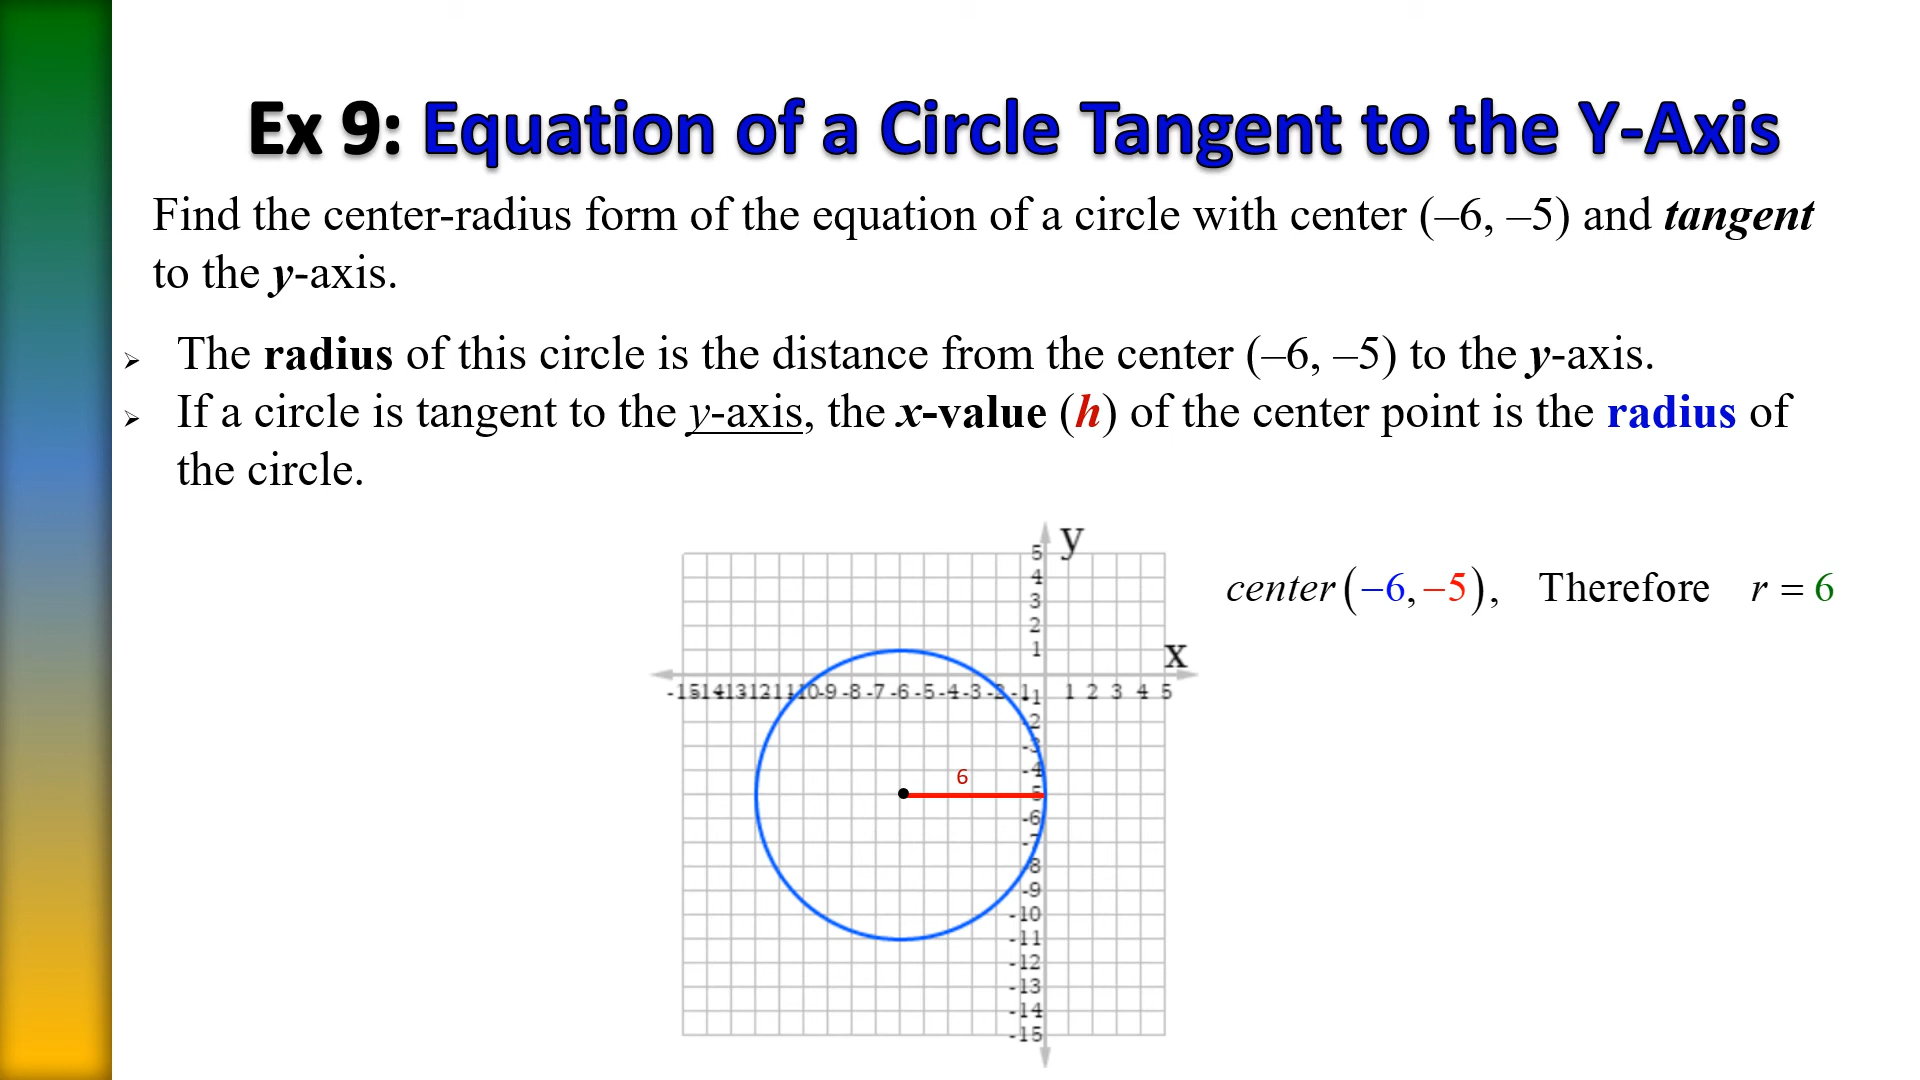 Ex 9: Equation of a Circle Tangent to the Y-Axis
Find the center-radius form of the equation of a circle with center (–6, –5) and tangent
to the y-axis.
➢ The radius of this circle is the distance from the center (–6, –5) to the y-axis.
➢ If a circle is tangent to the y-axis, the x-value (h) of the center point is the radius of
the circle.
y
5
4
center(−6,−5), Therefore r = 6
3
2
1
x
-15 14 13 12 11 10 -9 -8 -7 -6 -5 -4 -3 -2 -1 1 2 3 4 5
-1
-2
-3
-4
6
-6
-7
-8
-9
-10
-11
-12
-13
-14
-15